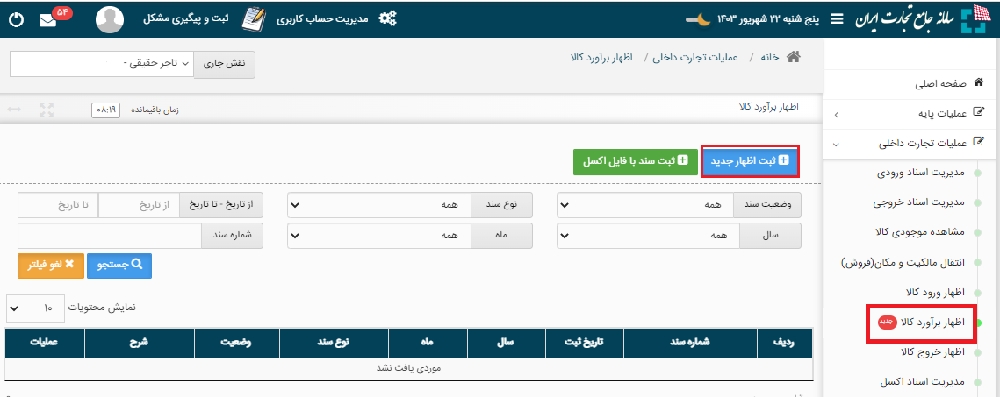 سامانه جامع تجارت ایران
پنج شنبه ۲۲ شهریور ۱۴۰۳
مدیریت حساب کاربری
ثبت و پیگیری مشکل
۵۴
خانه / عملیات تجارت داخلی / اظهار برآورد کالا
نقش جاری
تاجر حقیقی -
اظهار برآورد کالا
زمان باقیمانده
۰۸:۱۹
ثبت اظهار جدید
ثبت سند با فایل اکسل
وضعیت سند
همه
نوع سند
همه
از تاریخ - تا تاریخ
از تاریخ
تا تاریخ
سال
همه
ماه
همه
شماره سند
جستجو
لغو فیلتر
نمایش محتویات
۱۰
ردیف شماره سند تاریخ ثبت سال ماه نوع سند وضعیت شرح عملیات
موردی یافت نشد
صفحه اصلی
عملیات پایه
عملیات تجارت داخلی
مدیریت اسناد ورودی
مدیریت اسناد خروجی
مشاهده موجودی کالا
انتقال مالکیت و مکان(فروش)
اظهار ورود کالا
اظهار برآورد کالا جدید
اظهار خروج کالا
مدیریت اسناد اکسل